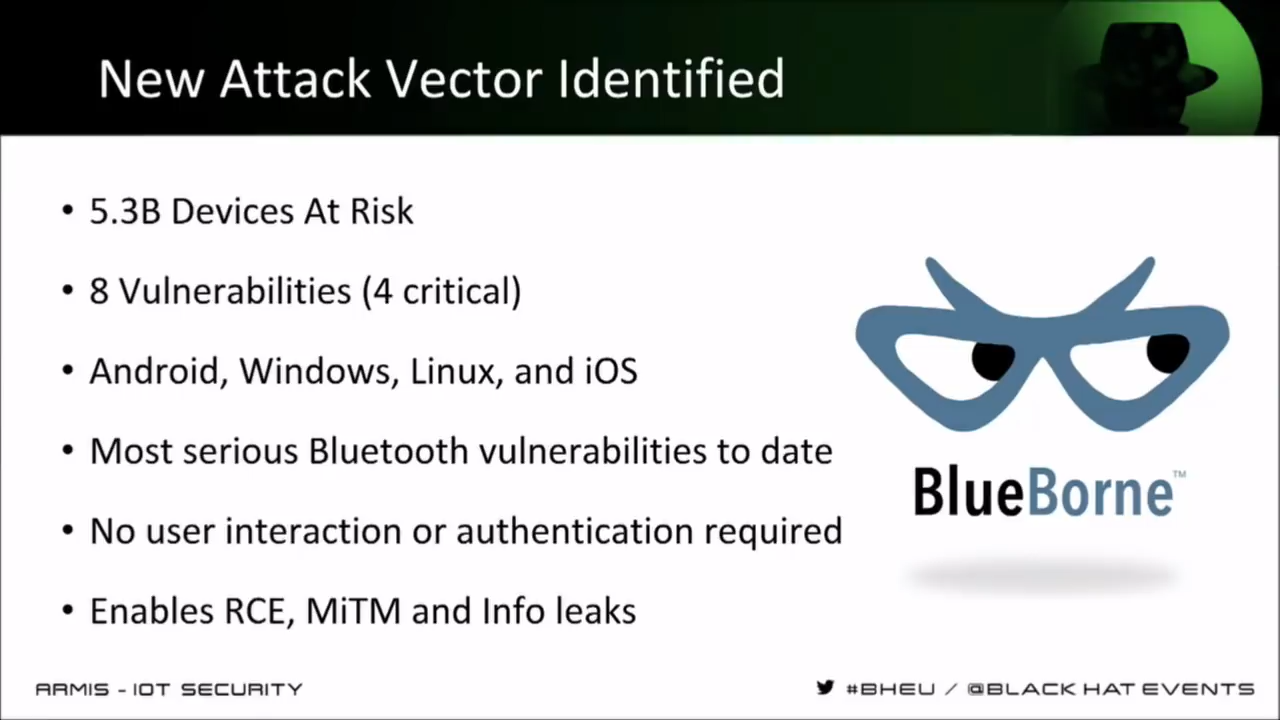 New Attack Vector Identified
• 5.3B Devices At Risk
• 8 Vulnerabilities (4 critical)
• Android, Windows, Linux, and iOS
• Most serious Bluetooth vulnerabilities to date
• No user interaction or authentication required
• Enables RCE, MiTM and Info leaks
BlueBorne™
ARMIS - IOT SECURITY
#BHEU / @BLACK HAT EVENTS